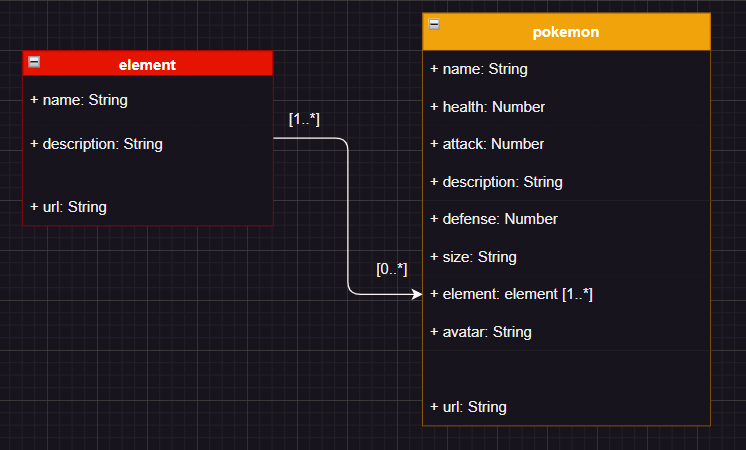 element
+ name: String
+ description: String
+ url: String
[1..*]
[0..*]
pokemon
+ name: String
+ health: Number
+ attack: Number
+ description: String
+ defense: Number
+ size: String
+ element: element [1..*]
+ avatar: String
+ url: String